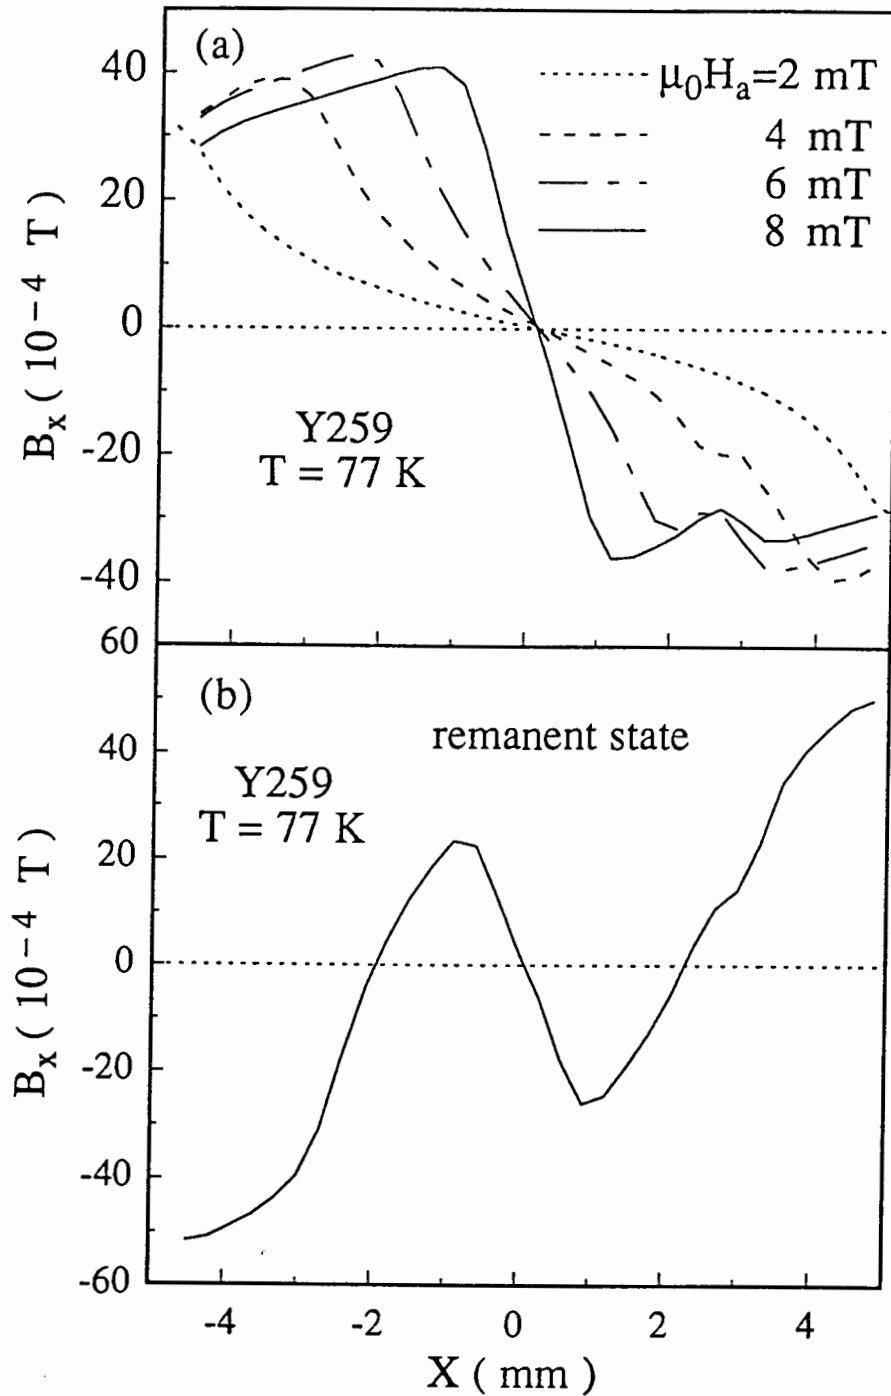 (a)
μ₀Hₐ=2 mT
4 mT
6 mT
8 mT
40
20
0
-20
-40
60
Bₓ ( 10⁻⁴ T )
Y259
T = 77 K
(b)
remanent state
Y259
T = 77 K
40
20
0
-20
-40
-60
Bₓ ( 10⁻⁴ T )
-4 -2 0 2 4
X ( mm )